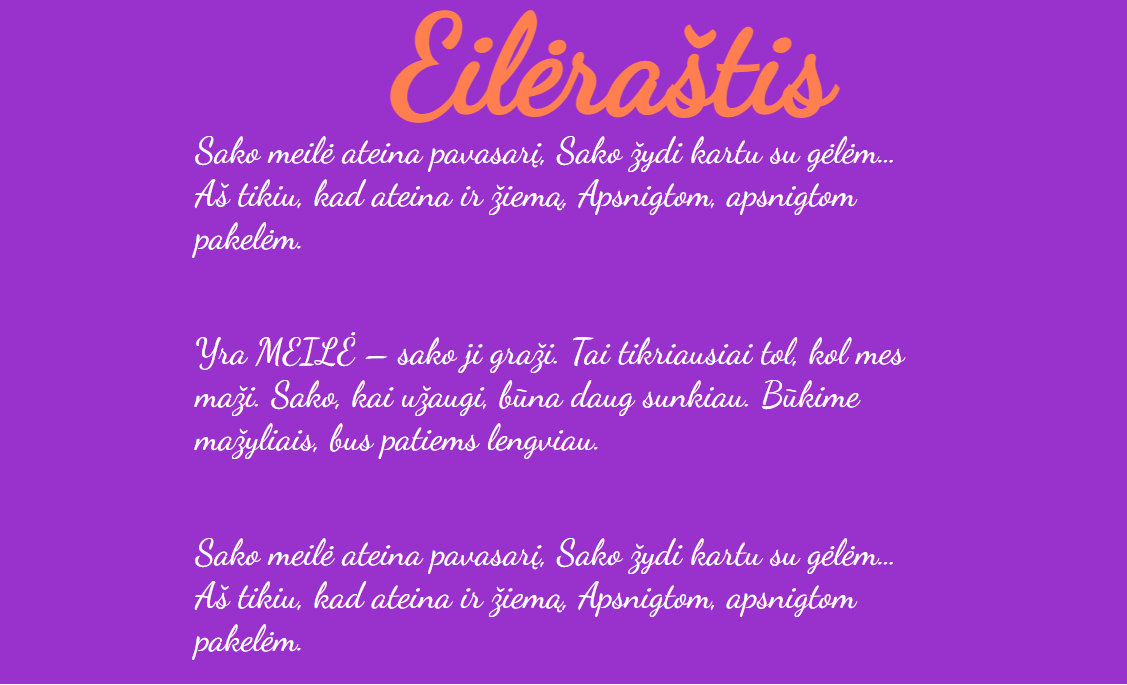 Eilėraštis
Sako meilė ateina pavasarį, Sako žydi kartu su gėlėm...
Aš tikiu, kad ateina ir žiemą, Apsnigtom, apsnigtom
pakelėm.
Yra MEILĖ – sako ji graži. Tai tikriausiai tol, kol mes
maži. Sako, kai užaugi, būna daug sunkiau. Būkime
mažyliais, bus patiems lengviau.
Sako meilė ateina pavasarį, Sako žydi kartu su gėlėm...
Aš tikiu, kad ateina ir žiemą, Apsnigtom, apsnigtom
pakelėm.